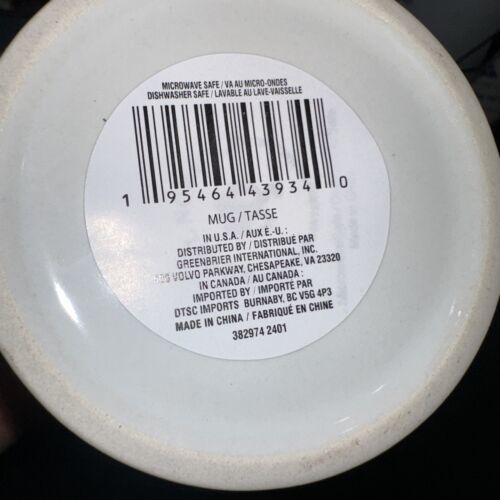 MICROWAVE SAFE / VA AU MICRO-ONDES
DISHWASHER SAFE / LAVABLE AU LAVE-VAISSELLE
1 95464 43934 0
MUG / TASSE
IN U.S.A. / AUX É.-U. :
DISTRIBUTED BY / DISTRIBUÉ PAR
GREENBRIER INTERNATIONAL, INC.
VOLVO PARKWAY, CHESAPEAKE, VA 23320
IN CANADA / AU CANADA :
IMPORTED BY / IMPORTÉ PAR
DTSC IMPORTS BURNABY, BC V5G 4P3
MADE IN CHINA / FABRIQUÉ EN CHINE
382974 2401